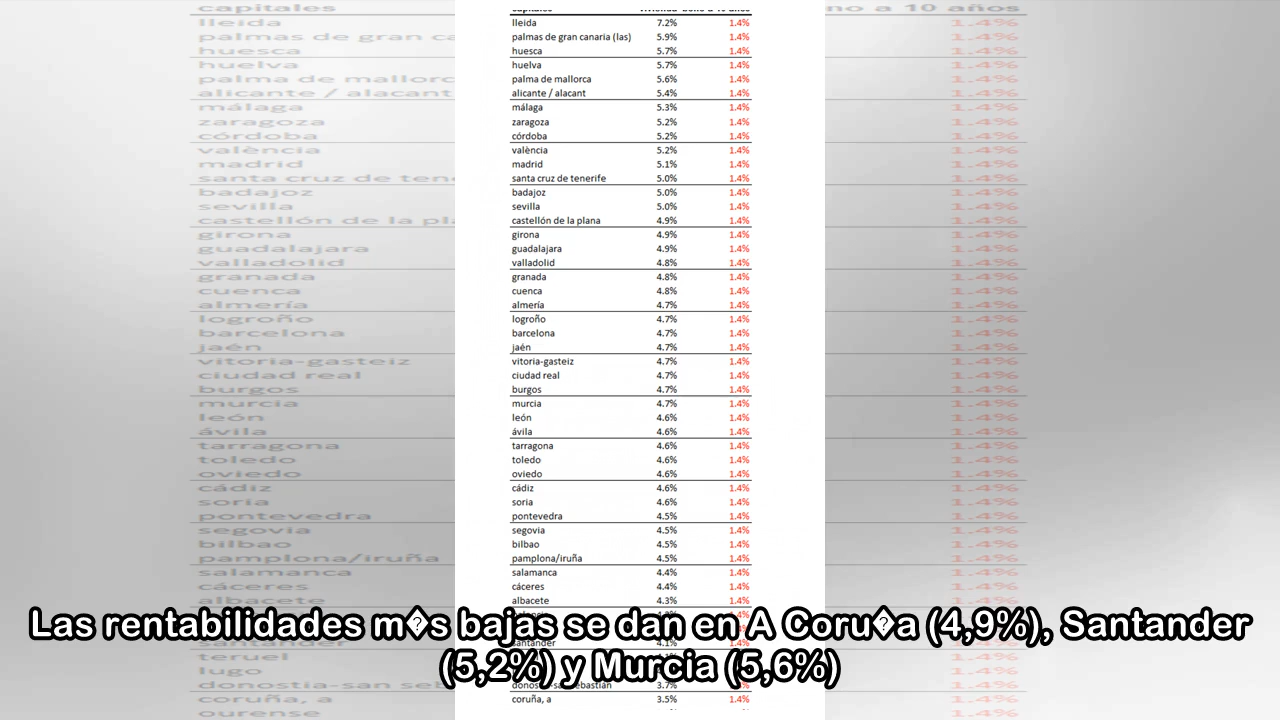 lleida 7.2% 1.4%
palmas de gran canaria (las) 5.9% 1.4%
huesca 5.7% 1.4%
huelva 5.7% 1.4%
palma de mallorca 5.6% 1.4%
alicante / alacant 5.4% 1.4%
málaga 5.3% 1.4%
zaragoza 5.2% 1.4%
córdoba 5.2% 1.4%
valència 5.2% 1.4%
madrid 5.1% 1.4%
santa cruz de tenerife 5.0% 1.4%
badajoz 5.0% 1.4%
sevilla 5.0% 1.4%
castellón de la plana 4.9% 1.4%
girona 4.9% 1.4%
guadalajara 4.9% 1.4%
valladolid 4.8% 1.4%
granada 4.8% 1.4%
cuenca 4.8% 1.4%
almería 4.7% 1.4%
logroño 4.7% 1.4%
barcelona 4.7% 1.4%
jaén 4.7% 1.4%
vitoria-gasteiz 4.7% 1.4%
ciudad real 4.7% 1.4%
burgos 4.7% 1.4%
murcia 4.7% 1.4%
león 4.6% 1.4%
ávila 4.6% 1.4%
tarragona 4.6% 1.4%
toledo 4.6% 1.4%
oviedo 4.6% 1.4%
cádiz 4.6% 1.4%
soria 4.6% 1.4%
pontevedra 4.5% 1.4%
segovia 4.5% 1.4%
bilbao 4.5% 1.4%
pamplona/iruña 4.5% 1.4%
salamanca 4.4% 1.4%
cáceres 4.4% 1.4%
albacete 4.3% 1.4%
santander 4.1% 1.4%
donostia-san sebastián 3.7%
coruña, a 3.5% 1.4%
Las rentabilidades m�s bajas se dan en A Coru�a (4,9%), Santander
(5,2%) y Murcia (5,6%)